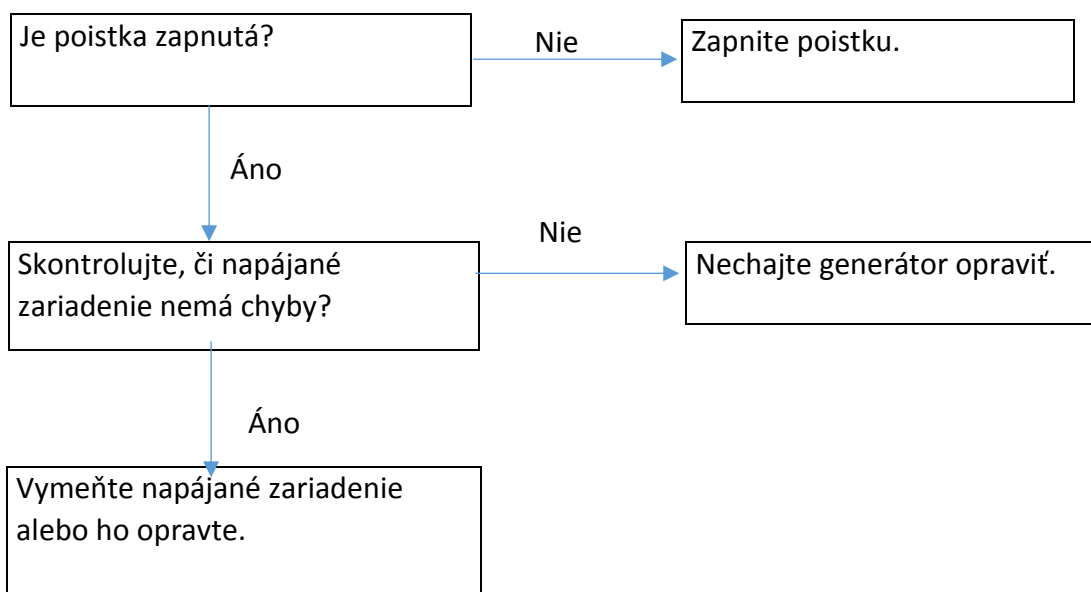 Je poistka zapnutá?
Nie
Zapnite poistku.
Áno
Skontrolujte, či napájané
zariadenie nemá chyby?
Nie
Nechajte generátor opraviť.
Áno
Vymeňte napájané zariadenie
alebo ho opravte.